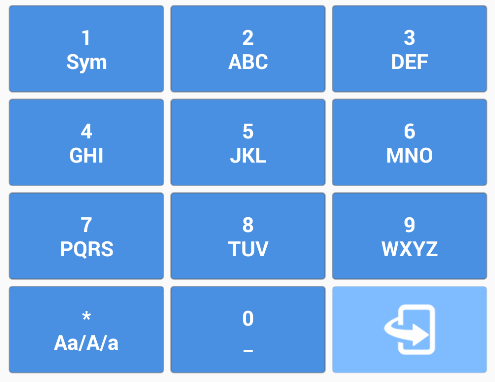 1
Sym
2
ABC
3
DEF
4
GHI
5
JKL
6
MNO
7
PQRS
8
TUV
9
WXYZ
*
Aa/A/a
0
_